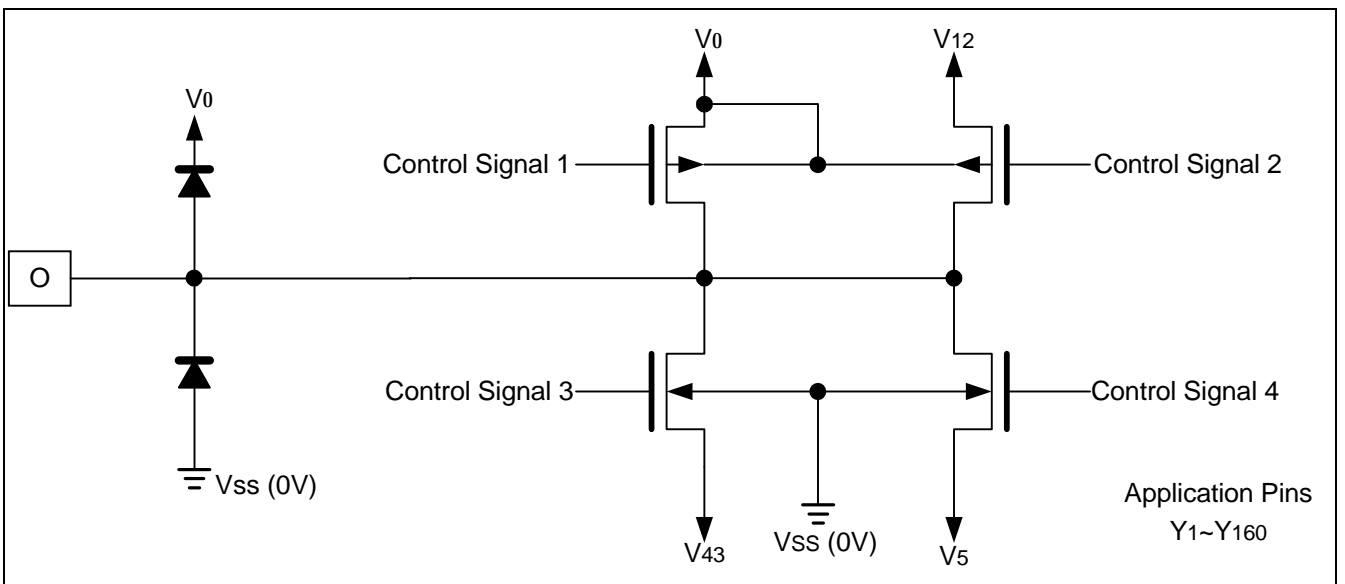 V0
V12
V0
Control Signal 1
Control Signal 2
O
Control Signal 3
Control Signal 4
Vss (0V)
Application Pins
Y1~Y160
V43
VSS (0V)
V5